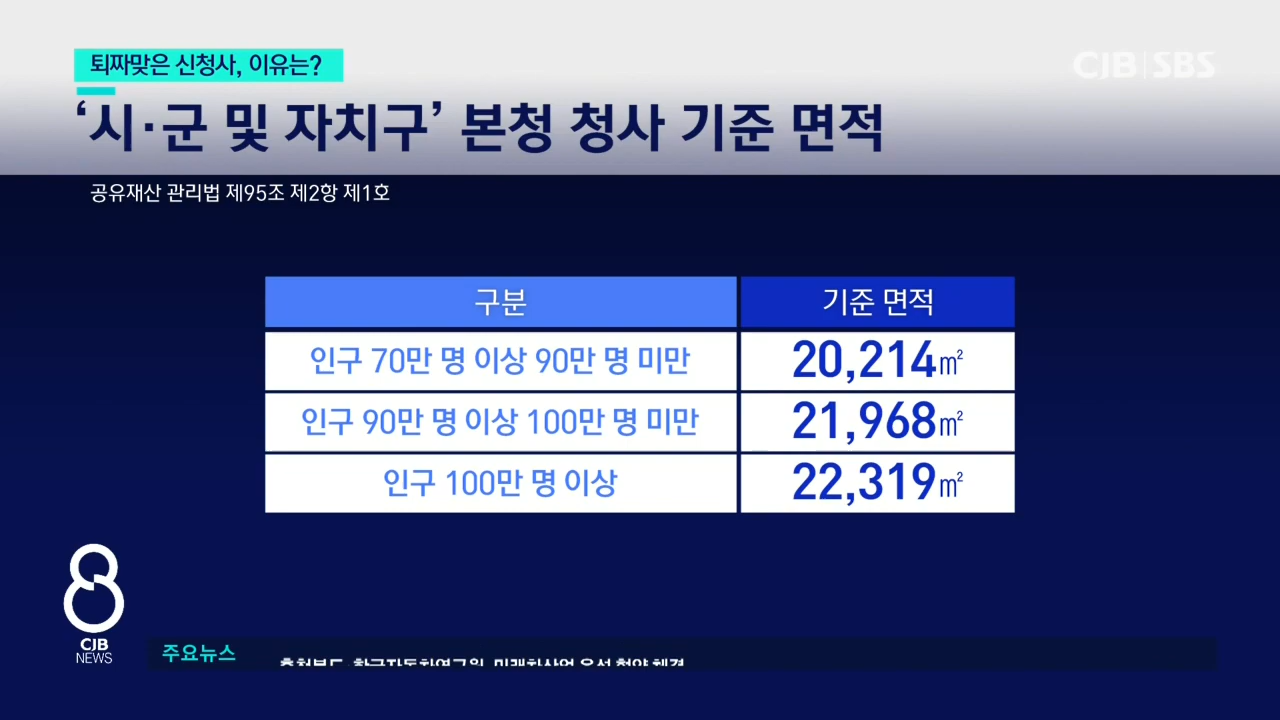 퇴짜맞은 신청사, 이유는?
CJB SBS
‘시·군 및 자치구’ 본청 청사 기준 면적
공유재산 관리법 제95조 제2항 제1호
구분 기준 면적
인구 70만 명 이상 90만 명 미만 20,214㎡
인구 90만 명 이상 100만 명 미만 21,968㎡
인구 100만 명 이상 22,319㎡
8
CJB
NEWS
주요뉴스